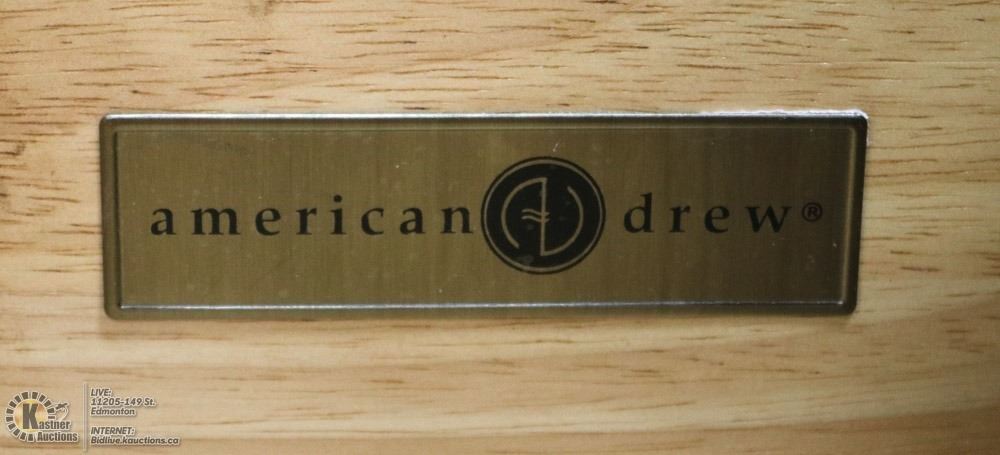 american drew®
Kastner
Auctions
LIVE:
11205-149 St.
Edmonton
INTERNET:
Bidlive.kauctions.ca